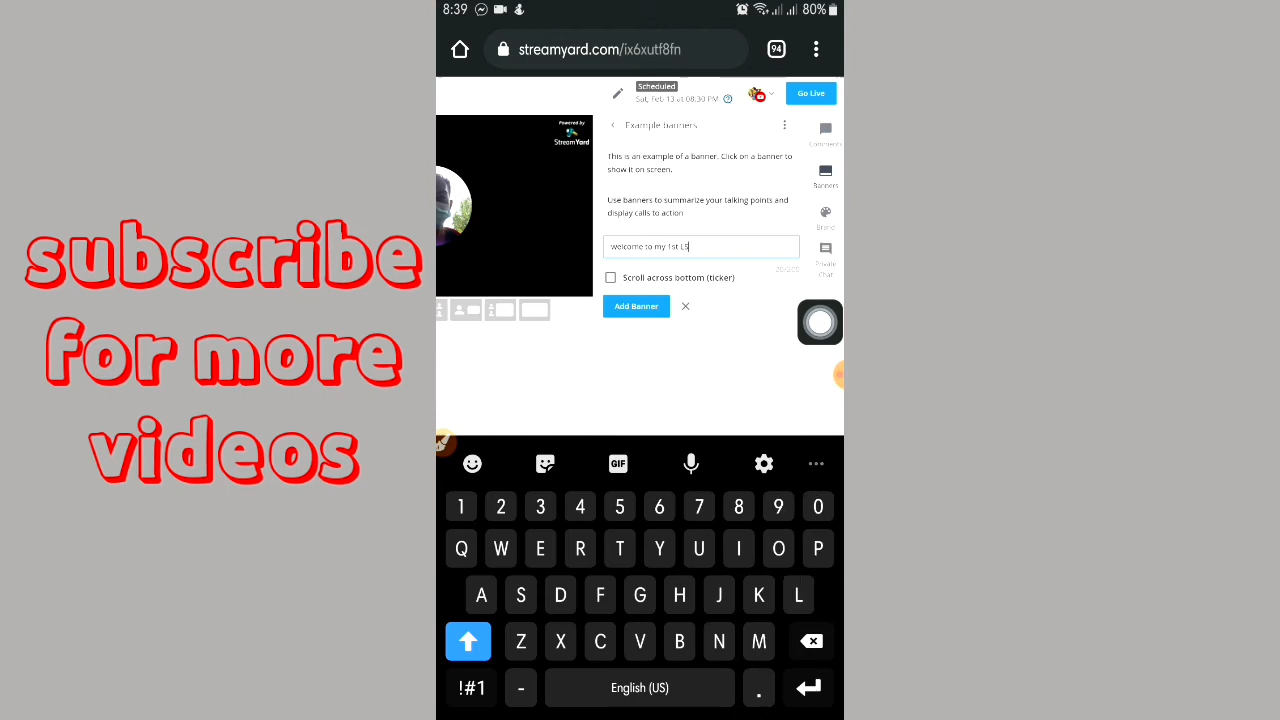 subscribe
for more
videos
8:39
80%
streamyard.com/ix6xutf8fn
94
Scheduled
Sat, Feb 13 at 08:30 PM
Go Live
Powered by
StreamYard
Example banners
This is an example of a banner. Click on a banner to
show it on screen.
Use banners to summarize your talking points and
display calls to action
welcome to my 1st LS
20/200
Scroll across bottom (ticker)
Add Banner
Comments
Banners
Brand
Private
Chat
GIF
1 2 3 4 5 6 7 8 9 0
Q W E R T Y U I O P
A S D F G H J K L
Z X C V B N M
!#1 - English (US) .